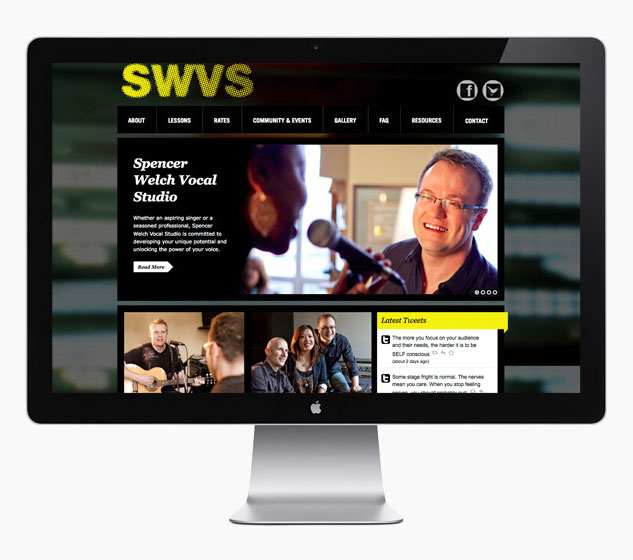 SWVS
ABOUT
LESSONS
RATES
COMMUNITY & EVENTS
GALLERY
FAQ
RESOURCES
CONTACT
Spencer
Welch Vocal
Studio
Whether an aspiring singer or a
seasoned professional, Spencer
Welch Vocal Studio is committed to
developing your unique potential and
unlocking the power of your voice.
Read More
Latest Tweets
The more you focus on your audience
and their needs, the harder it is to be
SELF conscious
(about 2 days ago)
Some stage fright is normal. The nerves
mean you care. When you stop feeling